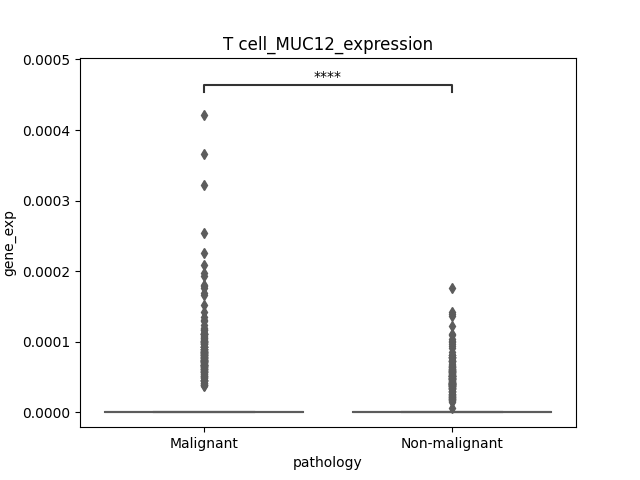 T cell_MUC12_expression
****
gene_exp
0.0005
0.0004
0.0003
0.0002
0.0001
0.0000
Malignant
Non-malignant
pathology